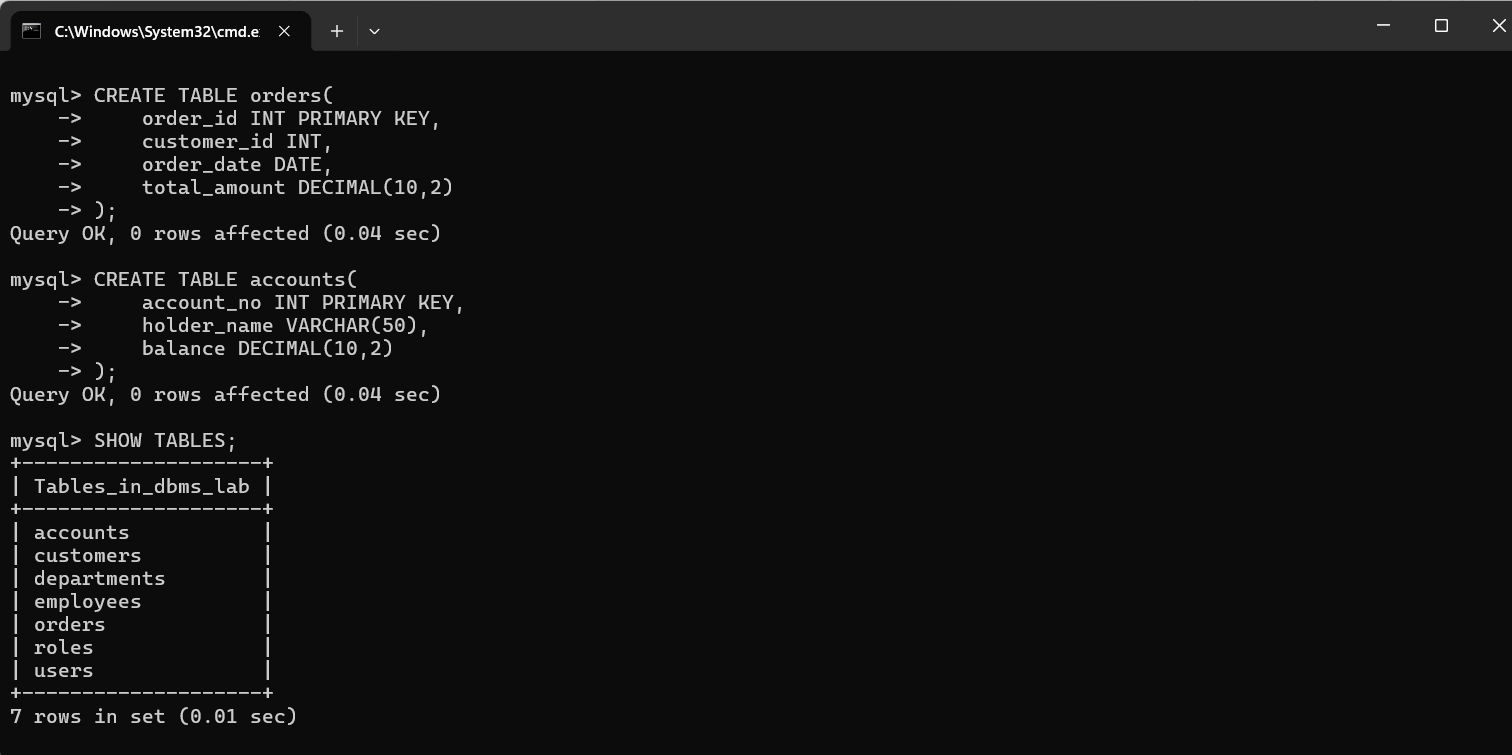 C:\Windows\System32\cmd.e
mysql> CREATE TABLE orders(
    ->     order_id INT PRIMARY KEY,
    ->     customer_id INT,
    ->     order_date DATE,
    ->     total_amount DECIMAL(10,2)
    -> );
Query OK, 0 rows affected (0.04 sec)
mysql> CREATE TABLE accounts(
    ->     account_no INT PRIMARY KEY,
    ->     holder_name VARCHAR(50),
    ->     balance DECIMAL(10,2)
    -> );
Query OK, 0 rows affected (0.04 sec)
mysql> SHOW TABLES;
+--------------------+
| Tables_in_dbms_lab |
+--------------------+
| accounts           |
| customers          |
| departments        |
| employees          |
| orders             |
| roles              |
| users              |
+--------------------+
7 rows in set (0.01 sec)